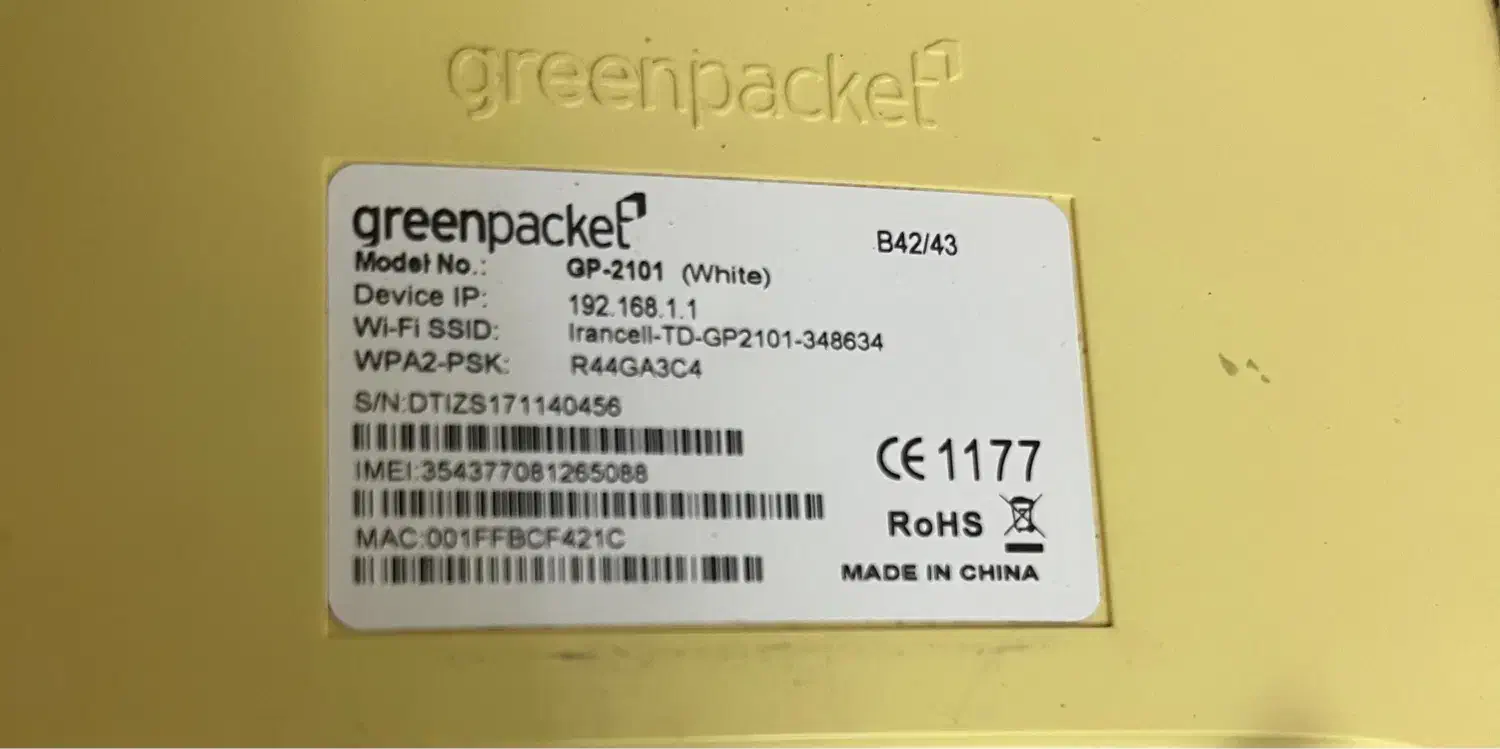 greenpacket
greenpacket
B42/43
Model No.: GP-2101 (White)
Device IP: 192.168.1.1
Wi-Fi SSID: Irancell-TD-GP2101-348634
WPA2-PSK: R44GA3C4
S/N:DTIZS171140456
IMEI:354377081265088
MAC:001FFBCF421C
CE 1177
RoHS
MADE IN CHINA